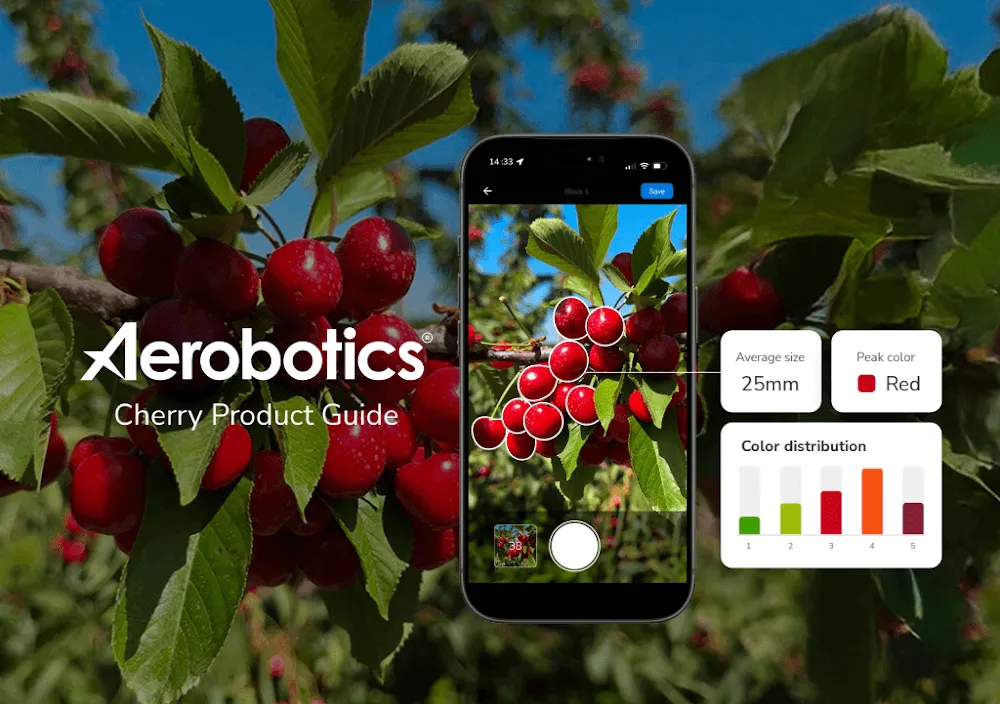 Aerobotics®
Cherry Product Guide
14:33
Block 1
Save
38
Average size
25mm
Peak color
Red
Color distribution
1 2 3 4 5